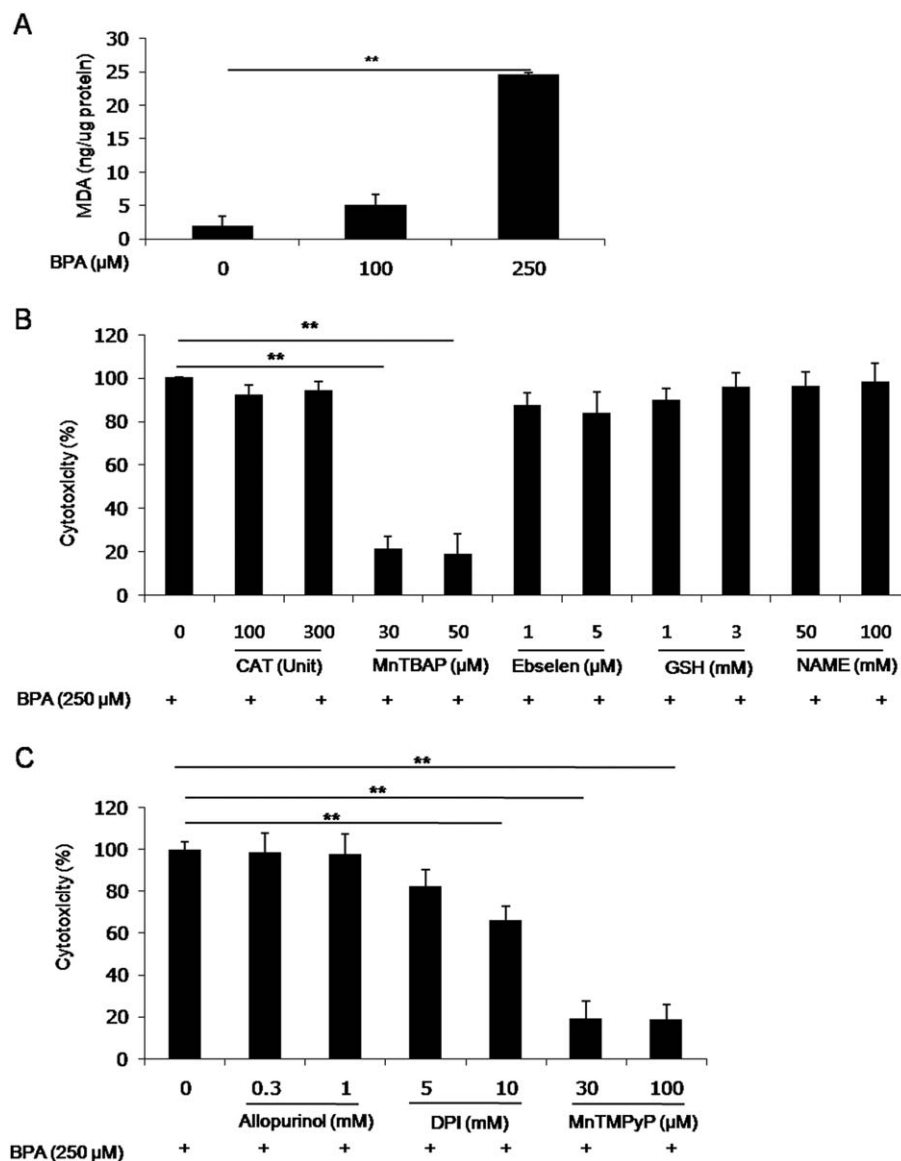 A
30
**
25
20
15
10
5
0
MDA (ng/ug protein)
BPA (µM)
0 100 250
B
120
**
**
100
80
60
40
20
0
Cytotoxicity (%)
0 100 300 30 50 1 5 1 3 50 100
CAT (Unit) MnTBAP (µM) Ebselen (µM) GSH (mM) NAME (mM)
BPA (250 µM) + + + + + + + + + + +
C
**
**
**
120
100
80
60
40
20
0
Cytotoxicity (%)
0 0.3 1 5 10 30 100
Allopurinol (mM) DPI (mM) MnTMPyP (µM)
BPA (250 µM) + + + + + + +